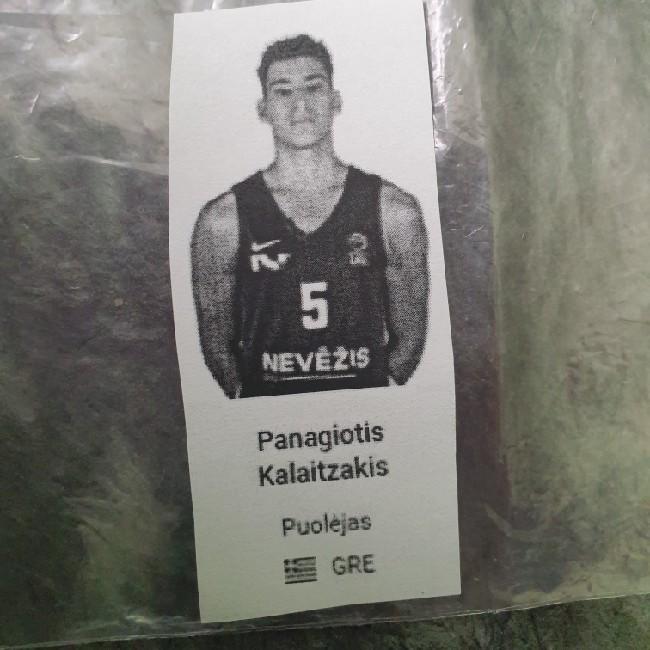 5
NEVĖŽIS
Panagiotis
Kalaitzakis
Puolėjas
GRE